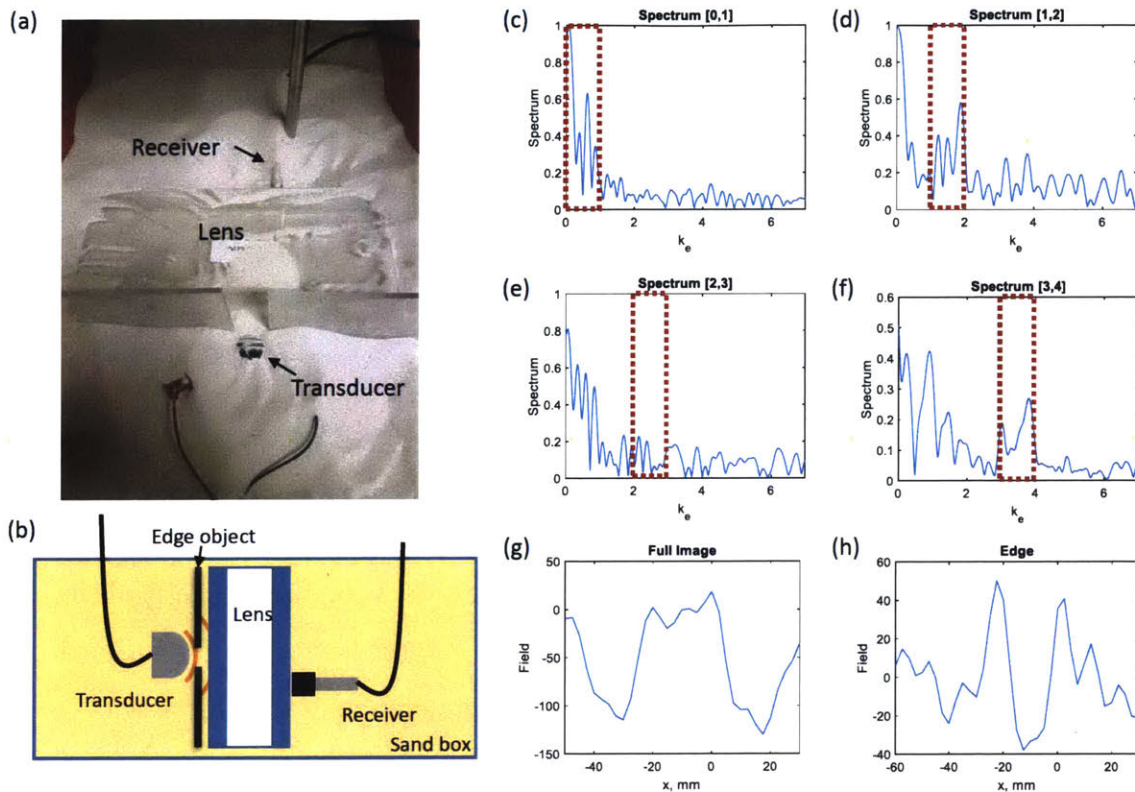 (a)
Receiver
Lens
Transducer
(b)
Edge object
Lens
Transducer
Receiver
Sand box
(c)
Spectrum [0,1]
1
0.8
0.6
0.4
0.2
0
Spectrum
0 2 4 6
k_e
(d)
Spectrum [1,2]
1
0.8
0.6
0.4
0.2
0
Spectrum
0 2 4 6
k_e
(e)
Spectrum [2,3]
1
0.8
0.6
0.4
0.2
0
Spectrum
0 2 4 6
k_e
(f)
Spectrum [3,4]
0.6
0.5
0.4
0.3
0.2
0.1
0
Spectrum
0 2 4 6
k_e
(g)
Full Image
50
0
-50
-100
-150
Field
-40 -20 0 20
x, mm
(h)
Edge
60
40
20
0
-20
-40
Field
-60 -40 -20 0 20
x, mm